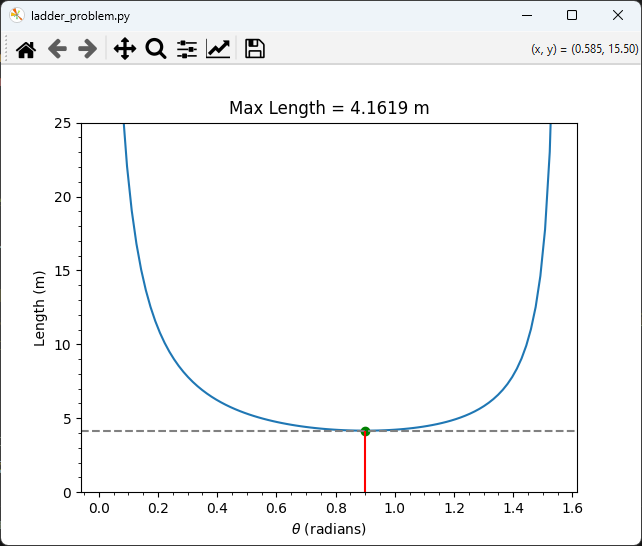 ladder_problem.py
(x, y) = (0.585, 15.50)
Max Length = 4.1619 m
25
20
15
10
5
0
Length (m)
0.0 0.2 0.4 0.6 0.8 1.0 1.2 1.4 1.6
θ (radians)